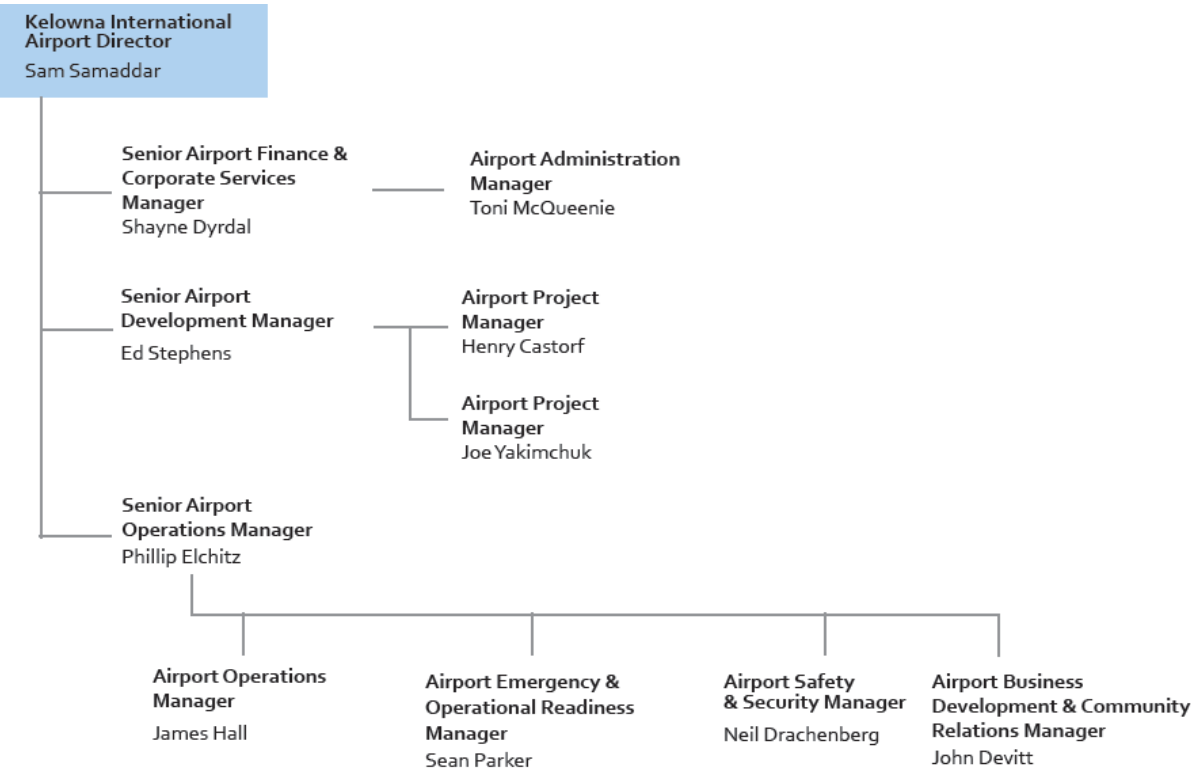 Kelowna International
Airport Director
Sam Samaddar
Senior Airport Finance &
Corporate Services
Manager
Shayne Dyrdal
Airport Administration
Manager
Toni McQueenie
Senior Airport
Development Manager
Ed Stephens
Airport Project
Manager
Henry Castorf
Airport Project
Manager
Joe Yakimchuk
Senior Airport
Operations Manager
Phillip Elchitz
Airport Operations
Manager
James Hall
Airport Emergency &
Operational Readiness
Manager
Sean Parker
Airport Safety
& Security Manager
Neil Drachenberg
Airport Business
Development & Community
Relations Manager
John Devitt